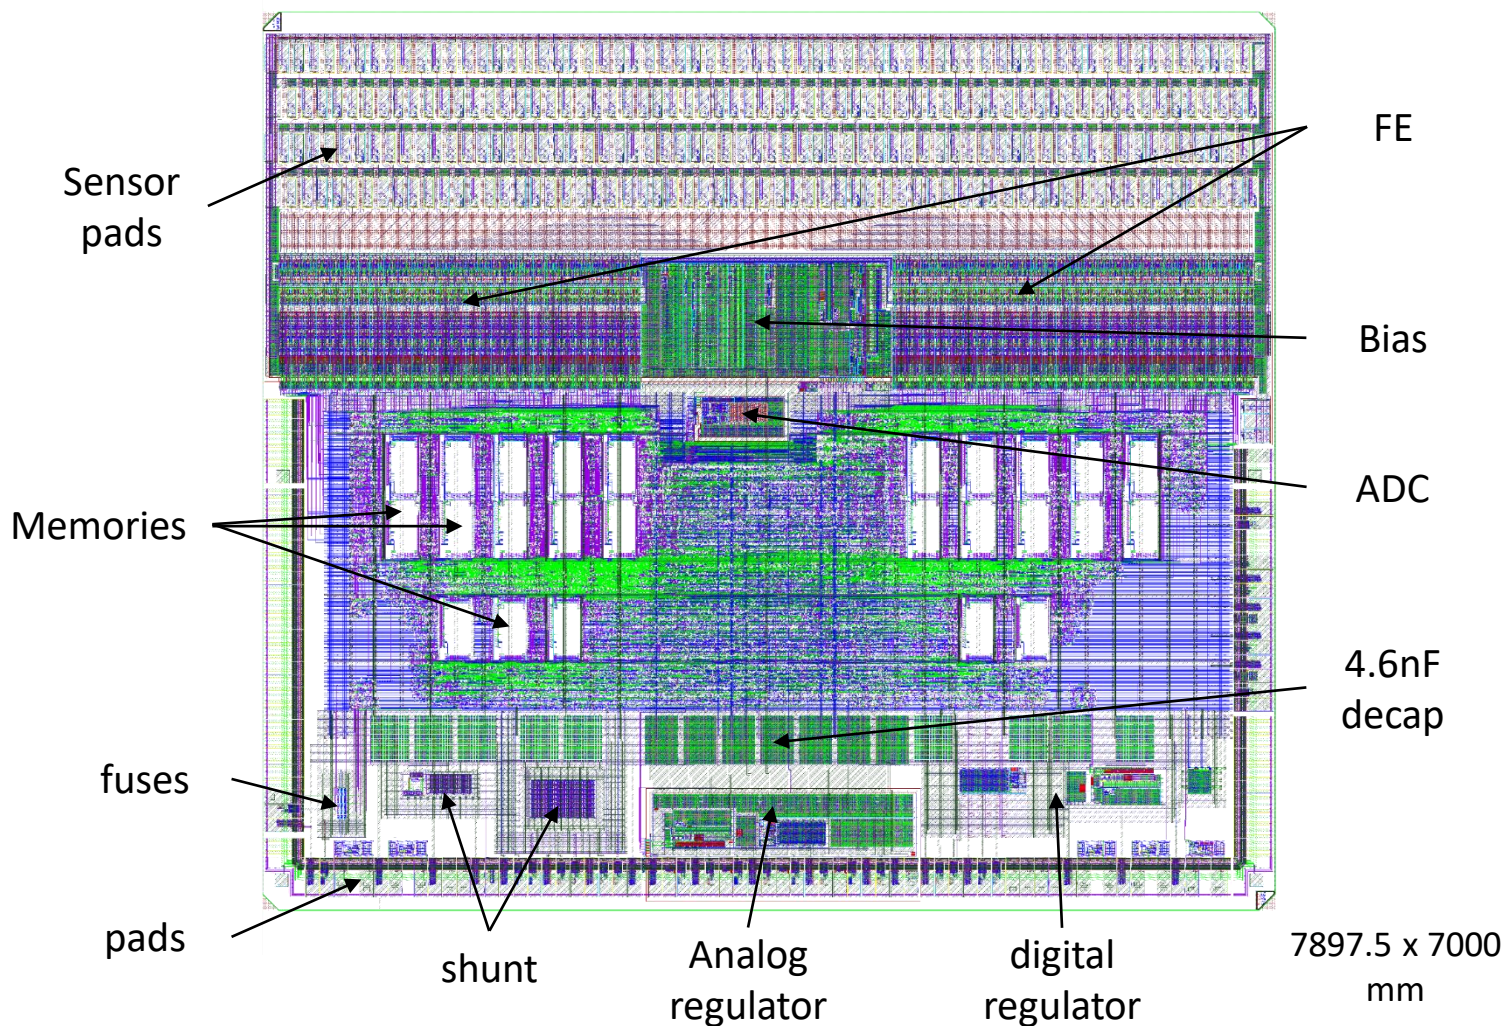 FE
Sensor
pads
Bias
ADC
Memories
4.6nF
decap
fuses
pads
shunt
Analog
regulator
digital
regulator
7897.5 x 7000
mm